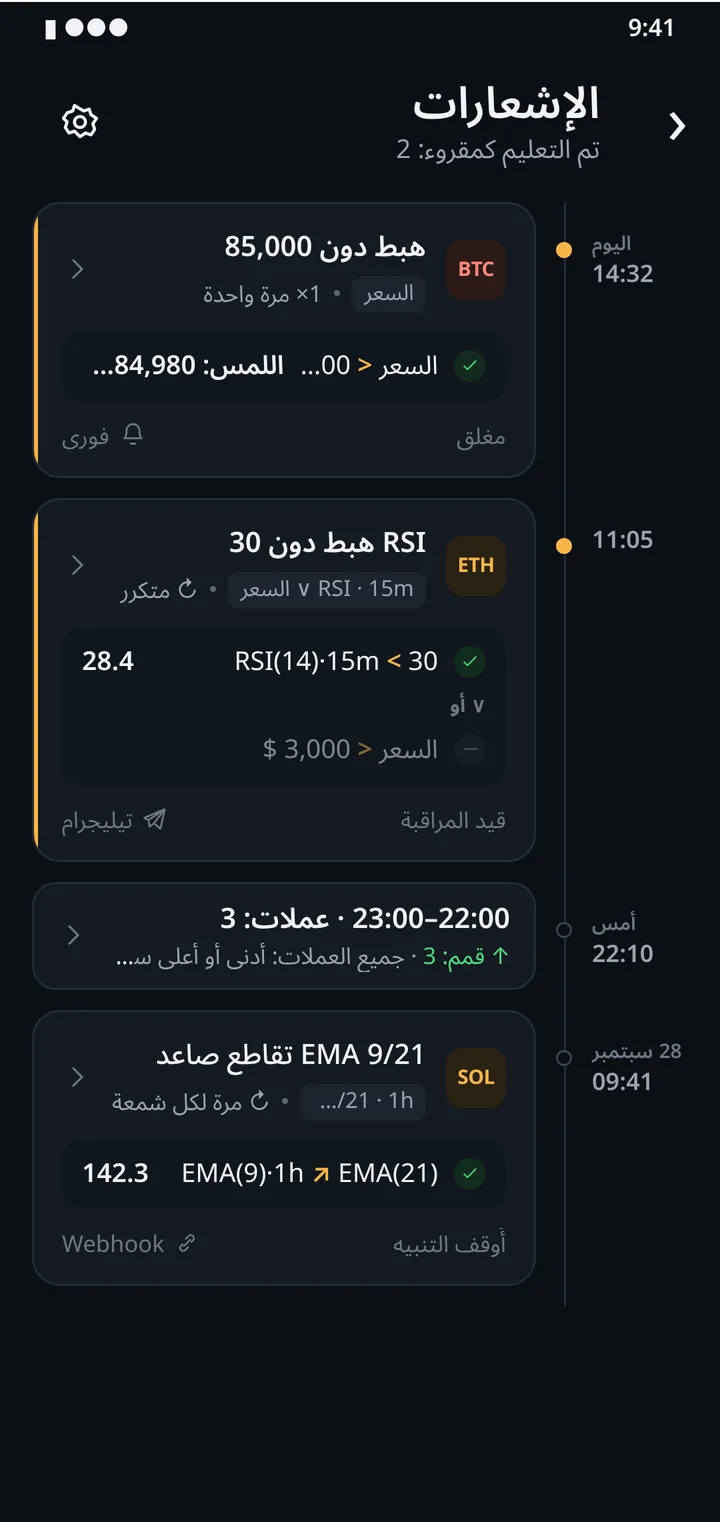 9:41
الإشعارات
تم التعليم كمقروء: 2
اليوم
14:32
BTC
هبط دون 85,000
السعر • 1× مرة واحدة
السعر > 00... اللمس: 84,980...
مغلق
فوري
11:05
ETH
RSI هبط دون 30
RSI · 15m ∨ السعر • متكرر
RSI(14)·15m < 30
28.4
∨ أو
السعر > 3,000 $
قيد المراقبة
تيليجرام
أمس
22:10
22:00–23:00 · عملات: 3
↑ قمم: 3 · جميع العملات: أدنى أو أعلى سـ...
28 سبتمبر
09:41
SOL
EMA 9/21 تقاطع صاعد
.../21 · 1h • ↻ مرة لكل شمعة
EMA(9)·1h ↗ EMA(21)
142.3
أُوقف التنبيه
Webhook